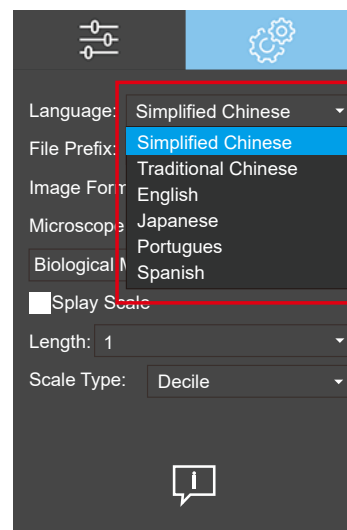 Language: Simplified Chinese
Simplified Chinese
File Prefix:
Traditional Chinese
Image Form
English
Japanese
Microscope
Portugues
Biological
Spanish
Splay Scale
Length: 1
Scale Type: Decile
i